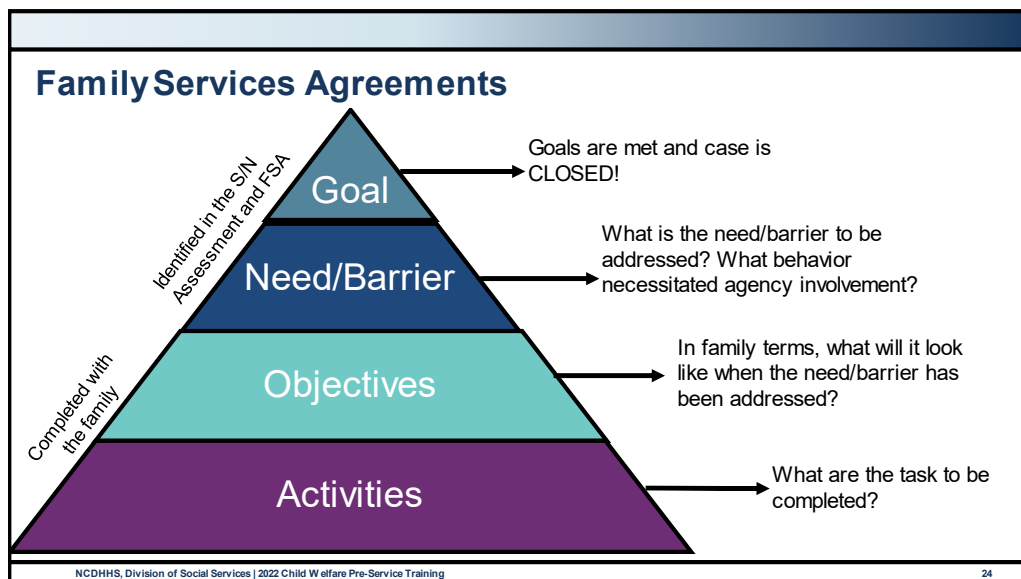 Family Services Agreements
Identified in the S/N
Assessment and FSA
Goal
Goals are met and case is
CLOSED!
Need/Barrier
What is the need/barrier to be
addressed? What behavior
necessitated agency involvement?
Completed with
the family
Objectives
In family terms, what will it look
like when the need/barrier has
been addressed?
Activities
What are the task to be
completed?
NCDHHS, Division of Social Services | 2022 Child Welfare Pre-Service Training
24